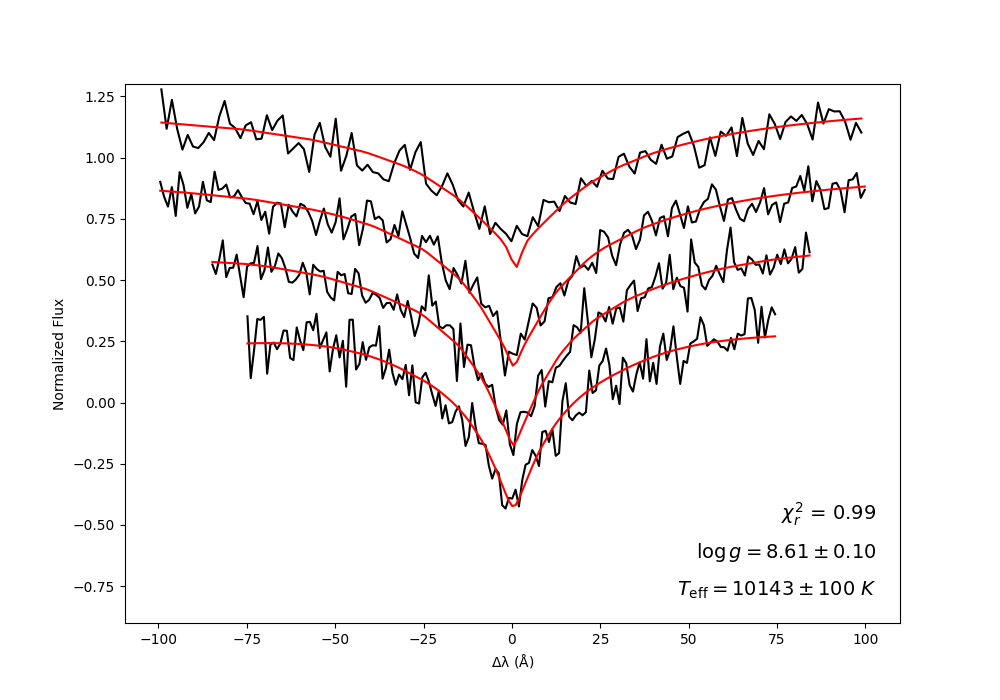 1.25
1.00
0.75
0.50
0.25
0.00
−0.25
−0.50
−0.75
Normalized Flux
χ²ᵣ = 0.99
log g = 8.61 ± 0.10
T_eff = 10143 ± 100 K
−100 −75 −50 −25 0 25 50 75 100
Δλ (Å)